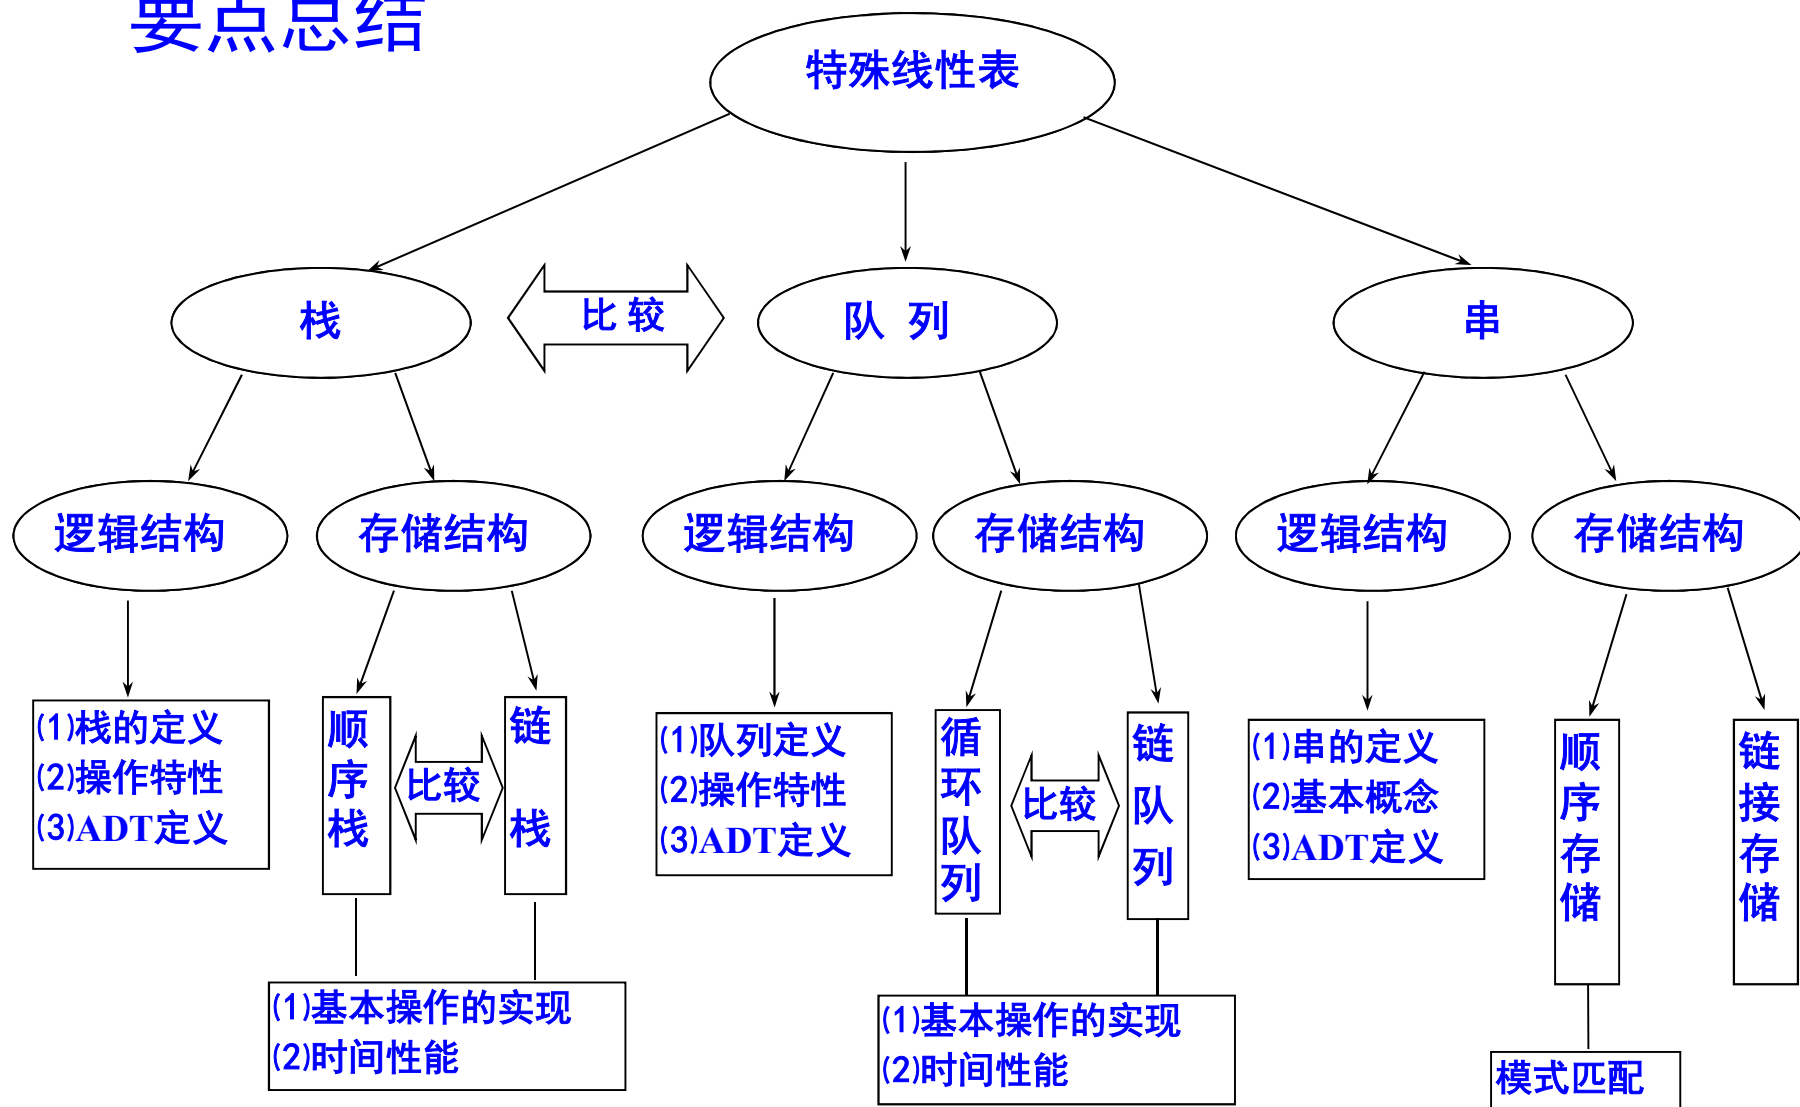 要点总结
特殊线性表
栈
比 较
队 列
串
逻辑结构
存储结构
逻辑结构
存储结构
逻辑结构
存储结构
(1)栈的定义
(2)操作特性
(3)ADT定义
顺序栈
比较
链栈
(1)队列定义
(2)操作特性
(3)ADT定义
循环队列
比较
链队列
(1)串的定义
(2)基本概念
(3)ADT定义
顺序存储
链接存储
(1)基本操作的实现
(2)时间性能
(1)基本操作的实现
(2)时间性能
模式匹配